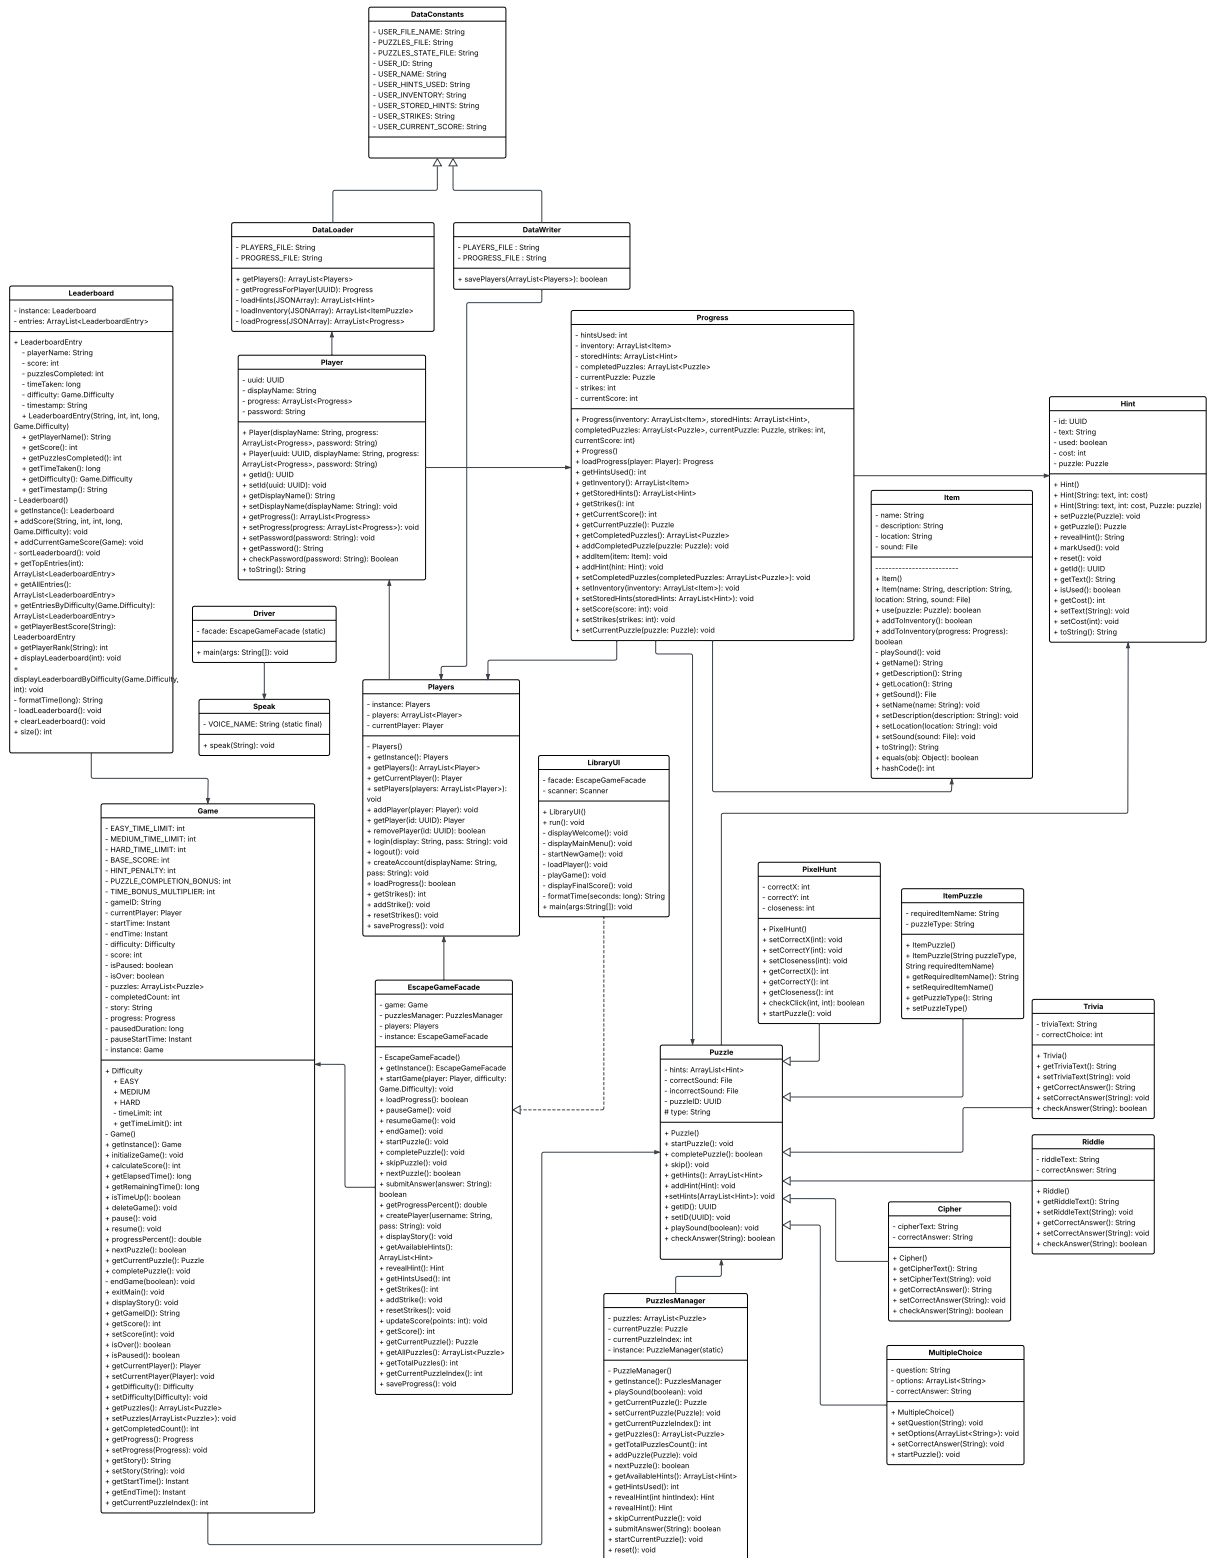 DataConstants
- USER_FILE_NAME: String
- PUZZLES_FILE: String
- PUZZLES_STATE_FILE: String
- USER_ID: String
- USER_NAME: String
- USER_HINTS_USED: String
- USER_INVENTORY: String
- USER_STORED_HINTS: String
- USER_STRIKES: String
- USER_CURRENT_SCORE: String
DataLoader
- PLAYERS_FILE: String
- PROGRESS_FILE: String
+ getPlayers(): ArrayList<Players>
- getProgressForPlayer(UUID): Progress
- loadHints(JSONArray): ArrayList<Hint>
- loadInventory(JSONArray): ArrayList<ItemPuzzle>
- loadProgress(JSONArray): ArrayList<Progress>
DataWriter
- PLAYERS_FILE : String
- PROGRESS_FILE : String
+ savePlayers(ArrayList<Players>): boolean
Leaderboard
- instance: Leaderboard
- entries: ArrayList<LeaderboardEntry>
+ LeaderboardEntry
- playerName: String
- score: int
- puzzlesCompleted: int
- timeTaken: long
- difficulty: Game.Difficulty
- timestamp: String
+ LeaderboardEntry(String, int, int, long,
Game.Difficulty)
+ getPlayerName(): String
+ getScore(): int
+ getPuzzlesCompleted(): int
+ getTimeTaken(): long
+ getDifficulty(): Game.Difficulty
+ getTimestamp(): String
- Leaderboard()
+ getInstance(): Leaderboard
+ addScore(String, int, int, long,
Game.Difficulty): void
+ addCurrentGameScore(Game): void
- sortLeaderboard(): void
+ getTopEntries(int):
ArrayList<LeaderboardEntry>
+ getAllEntries():
ArrayList<LeaderboardEntry>
+ getEntriesByDifficulty(Game.Difficulty):
ArrayList<LeaderboardEntry>
+ getPlayerBestScore(String):
LeaderboardEntry
+ getPlayerRank(String): int
+ displayLeaderboard(int): void
+
displayLeaderboardByDifficulty(Game.Difficulty,
int): void
- formatTime(long): String
- loadLeaderboard(): void
+ clearLeaderboard(): void
+ size(): int
Player
- uuid: UUID
- displayName: String
- progress: ArrayList<Progress>
- password: String
+ Player(displayName: String, progress:
ArrayList<Progress>, password: String)
+ Player(uuid: UUID, displayName: String, progress:
ArrayList<Progress>, password: String)
+ getId(): UUID
+ setId(uuid: UUID): void
+ getDisplayName(): String
+ setDisplayName(displayName: String): void
+ getProgress(): ArrayList<Progress>
+ setProgress(progress: ArrayList<Progress>): void
+ setPassword(password: String): void
+ getPassword(): String
+ checkPassword(password: String): Boolean
+ toString(): String
Progress
- hintsUsed: int
- inventory: ArrayList<Item>
- storedHints: ArrayList<Hint>
- completedPuzzles: ArrayList<Puzzle>
- currentPuzzle: Puzzle
- strikes: int
- currentScore: int
+ Progress(inventory: ArrayList<Item>, storedHints: ArrayList<Hint>,
completedPuzzles: ArrayList<Puzzle>, currentPuzzle: Puzzle, strikes: int,
currentScore: int)
+ Progress()
+ loadProgress(player: Player): Progress
+ getHintsUsed(): int
+ getInventory(): ArrayList<Item>
+ getStoredHints(): ArrayList<Hint>
+ getStrikes(): int
+ getCurrentScore(): int
+ getCurrentPuzzle(): Puzzle
+ getCompletedPuzzles(): ArrayList<Puzzle>
+ addCompletedPuzzle(puzzle: Puzzle): void
+ addItem(item: Item): void
+ addHint(hint: Hint): void
+ setCompletedPuzzles(completedPuzzles: ArrayList<Puzzle>): void
+ setInventory(inventory: ArrayList<Item>): void
+ setStoredHints(storedHints: ArrayList<Hint>): void
+ setScore(score: int): void
+ setStrikes(strikes: int): void
+ setCurrentPuzzle(puzzle: Puzzle): void
Hint
- id: UUID
- text: String
- used: boolean
- cost: int
- puzzle: Puzzle
+ Hint()
+ Hint(String: text, int: cost)
+ Hint(String: text, int: cost, Puzzle: puzzle)
+ setPuzzle(Puzzle): void
+ getPuzzle(): Puzzle
+ revealHint(): String
+ markUsed(): void
+ reset(): void
+ getId(): UUID
+ getText(): String
+ isUsed(): boolean
+ getCost(): int
+ setText(String): void
+ setCost(int): void
+ toString(): String
Item
- name: String
- description: String
- location: String
- sound: File
-------------------------
+ Item()
+ Item(name: String, description: String,
location: String, sound: File)
+ use(puzzle: Puzzle): boolean
+ addToInventory(): boolean
+ addToInventory(progress: Progress):
boolean
- playSound(): void
+ getName(): String
+ getDescription(): String
+ getLocation(): String
+ getSound(): File
+ setName(name: String): void
+ setDescription(description: String): void
+ setLocation(location: String): void
+ setSound(sound: File): void
+ toString(): String
+ equals(obj: Object): boolean
+ hashCode(): int
Driver
- facade: EscapeGameFacade (static)
+ main(args: String[]): void
Speak
- VOICE_NAME: String (static final)
+ speak(String): void
Players
- instance: Players
- players: ArrayList<Player>
- currentPlayer: Player
- Players()
+ getInstance(): Players
+ getPlayers(): ArrayList<Player>
+ getCurrentPlayer(): Player
+ setPlayers(players: ArrayList<Player>):
void
+ addPlayer(player: Player): void
+ getPlayer(id: UUID): Player
+ removePlayer(id: UUID): boolean
+ login(display: String, pass: String): void
+ logout(): void
+ createAccount(displayName: String,
pass: String): void
+ loadProgress(): boolean
+ getStrikes(): int
+ addStrike(): void
+ resetStrikes(): void
+ saveProgress(): void
LibraryUI
- facade: EscapeGameFacade
- scanner: Scanner
+ LibraryUI()
+ run(): void
- displayWelcome(): void
- displayMainMenu(): void
- startNewGame(): void
- loadPlayer(): void
- playGame(): void
- displayFinalScore(): void
- formatTime(seconds: long): String
+ main(args:String[]): void
Game
- EASY_TIME_LIMIT: int
- MEDIUM_TIME_LIMIT: int
- HARD_TIME_LIMIT: int
- BASE_SCORE: int
- HINT_PENALTY: int
- PUZZLE_COMPLETION_BONUS: int
- TIME_BONUS_MULTIPLIER: int
- gameID: String
- currentPlayer: Player
- startTime: Instant
- endTime: Instant
- difficulty: Difficulty
- score: int
- isPaused: boolean
- isOver: boolean
- puzzles: ArrayList<Puzzle>
- completedCount: int
- story: String
- progress: Progress
- pausedDuration: long
- pauseStartTime: Instant
- instance: Game
+ Difficulty
+ EASY
+ MEDIUM
+ HARD
- timeLimit: int
+ getTimeLimit(): int
- Game()
+ getInstance(): Game
+ initializeGame(): void
+ calculateScore(): int
+ getElapsedTime(): long
+ getRemainingTime(): long
+ isTimeUp(): boolean
+ deleteGame(): void
+ pause(): void
+ resume(): void
+ progressPercent(): double
+ nextPuzzle(): boolean
+ getCurrentPuzzle(): Puzzle
+ completePuzzle(): void
- endGame(boolean): void
+ exitMain(): void
+ displayStory(): void
+ getGameID(): String
+ getScore(): int
+ setScore(int): void
+ isOver(): boolean
+ isPaused(): boolean
+ getCurrentPlayer(): Player
+ setCurrentPlayer(Player): void
+ getDifficulty(): Difficulty
+ setDifficulty(Difficulty): void
+ getPuzzles(): ArrayList<Puzzle>
+ setPuzzles(ArrayList<Puzzle>): void
+ getCompletedCount(): int
+ getProgress(): Progress
+ setProgress(Progress): void
+ getStory(): String
+ setStory(String): void
+ getStartTime(): Instant
+ getEndTime(): Instant
+ getCurrentPuzzleIndex(): int
EscapeGameFacade
- game: Game
- puzzlesManager: PuzzlesManager
- players: Players
- instance: EscapeGameFacade
- EscapeGameFacade()
+ getInstance(): EscapeGameFacade
+ startGame(player: Player, difficulty:
Game.Difficulty): void
+ loadProgress(): boolean
+ pauseGame(): void
+ resumeGame(): void
+ endGame(): void
+ startPuzzle(): void
+ completePuzzle(): void
+ skipPuzzle(): void
+ nextPuzzle(): boolean
+ submitAnswer(answer: String):
boolean
+ getProgressPercent(): double
+ createPlayer(username: String,
pass: String): void
+ displayStory(): void
+ getAvailableHints():
ArrayList<Hint>
+ revealHint(): Hint
+ getHintsUsed(): int
+ getStrikes(): int
+ addStrike(): void
+ resetStrikes(): void
+ updateScore(points: int): void
+ getScore(): int
+ getCurrentPuzzle(): Puzzle
+ getAllPuzzles(): ArrayList<Puzzle>
+ getTotalPuzzles(): int
+ getCurrentPuzzleIndex(): int
+ saveProgress(): void
PixelHunt
- correctX: int
- correctY: int
- closeness: int
+ PixelHunt()
+ setCorrectX(int): void
+ setCorrectY(int): void
+ setCloseness(int): void
+ getCorrectX(): int
+ getCorrectY(): int
+ getCloseness(): int
+ checkClick(int, int): boolean
+ startPuzzle(): void
ItemPuzzle
- requiredItemName: String
- puzzleType: String
+ ItemPuzzle()
+ ItemPuzzle(String puzzleType,
String requiredItemName)
+ getRequiredItemName(): String
+ setRequiredItemName()
+ getPuzzleType(): String
+ setPuzzleType()
Trivia
- triviaText: String
- correctChoice: int
+ Trivia()
+ getTriviaText(): String
+ setTriviaText(String): void
+ getCorrectAnswer(): String
+ setCorrectAnswer(String): void
+ checkAnswer(String): boolean
Puzzle
- hints: ArrayList<Hint>
- correctSound: File
- incorrectSound: File
- puzzleID: UUID
# type: String
+ Puzzle()
+ startPuzzle(): void
+ completePuzzle(): boolean
+ skip(): void
+ getHints(): ArrayList<Hint>
+ addHint(Hint): void
+setHints(ArrayList<Hint>): void
+ getID(): UUID
+ setID(UUID): void
+ playSound(boolean): void
+ checkAnswer(String): boolean
Riddle
- riddleText: String
- correctAnswer: String
+ Riddle()
+ getRiddleText(): String
+ setRiddleText(String): void
+ getCorrectAnswer(): String
+ setCorrectAnswer(String): void
+ checkAnswer(String): boolean
Cipher
- cipherText: String
- correctAnswer: String
+ Cipher()
+ getCipherText(): String
+ setCipherText(String): void
+ getCorrectAnswer(): String
+ setCorrectAnswer(String): void
+ checkAnswer(String): boolean
PuzzlesManager
- puzzles: ArrayList<Puzzle>
- currentPuzzle: Puzzle
- currentPuzzleIndex: int
- instance: PuzzleManager(static)
- PuzzleManager()
+ getInstance(): PuzzlesManager
+ playSound(boolean): void
+ getCurrentPuzzle(): Puzzle
+ setCurrentPuzzle(Puzzle): void
+ getCurrentPuzzleIndex(): int
+ getPuzzles(): ArrayList<Puzzle>
+ getTotalPuzzlesCount(): int
+ addPuzzle(Puzzle): void
+ nextPuzzle(): boolean
+ getAvailableHints(): ArrayList<Hint>
+ getHintsUsed(): int
+ revealHint(int hintIndex): Hint
+ revealHint(): Hint
+ skipCurrentPuzzle(): void
+ submitAnswer(String): boolean
+ startCurrentPuzzle(): void
+ reset(): void
MultipleChoice
- question: String
- options: ArrayList<String>
- correctAnswer: String
+ MultipleChoice()
+ setQuestion(String): void
+ setOptions(ArrayList<String>): void
+ setCorrectAnswer(String): void
+ startPuzzle(): void